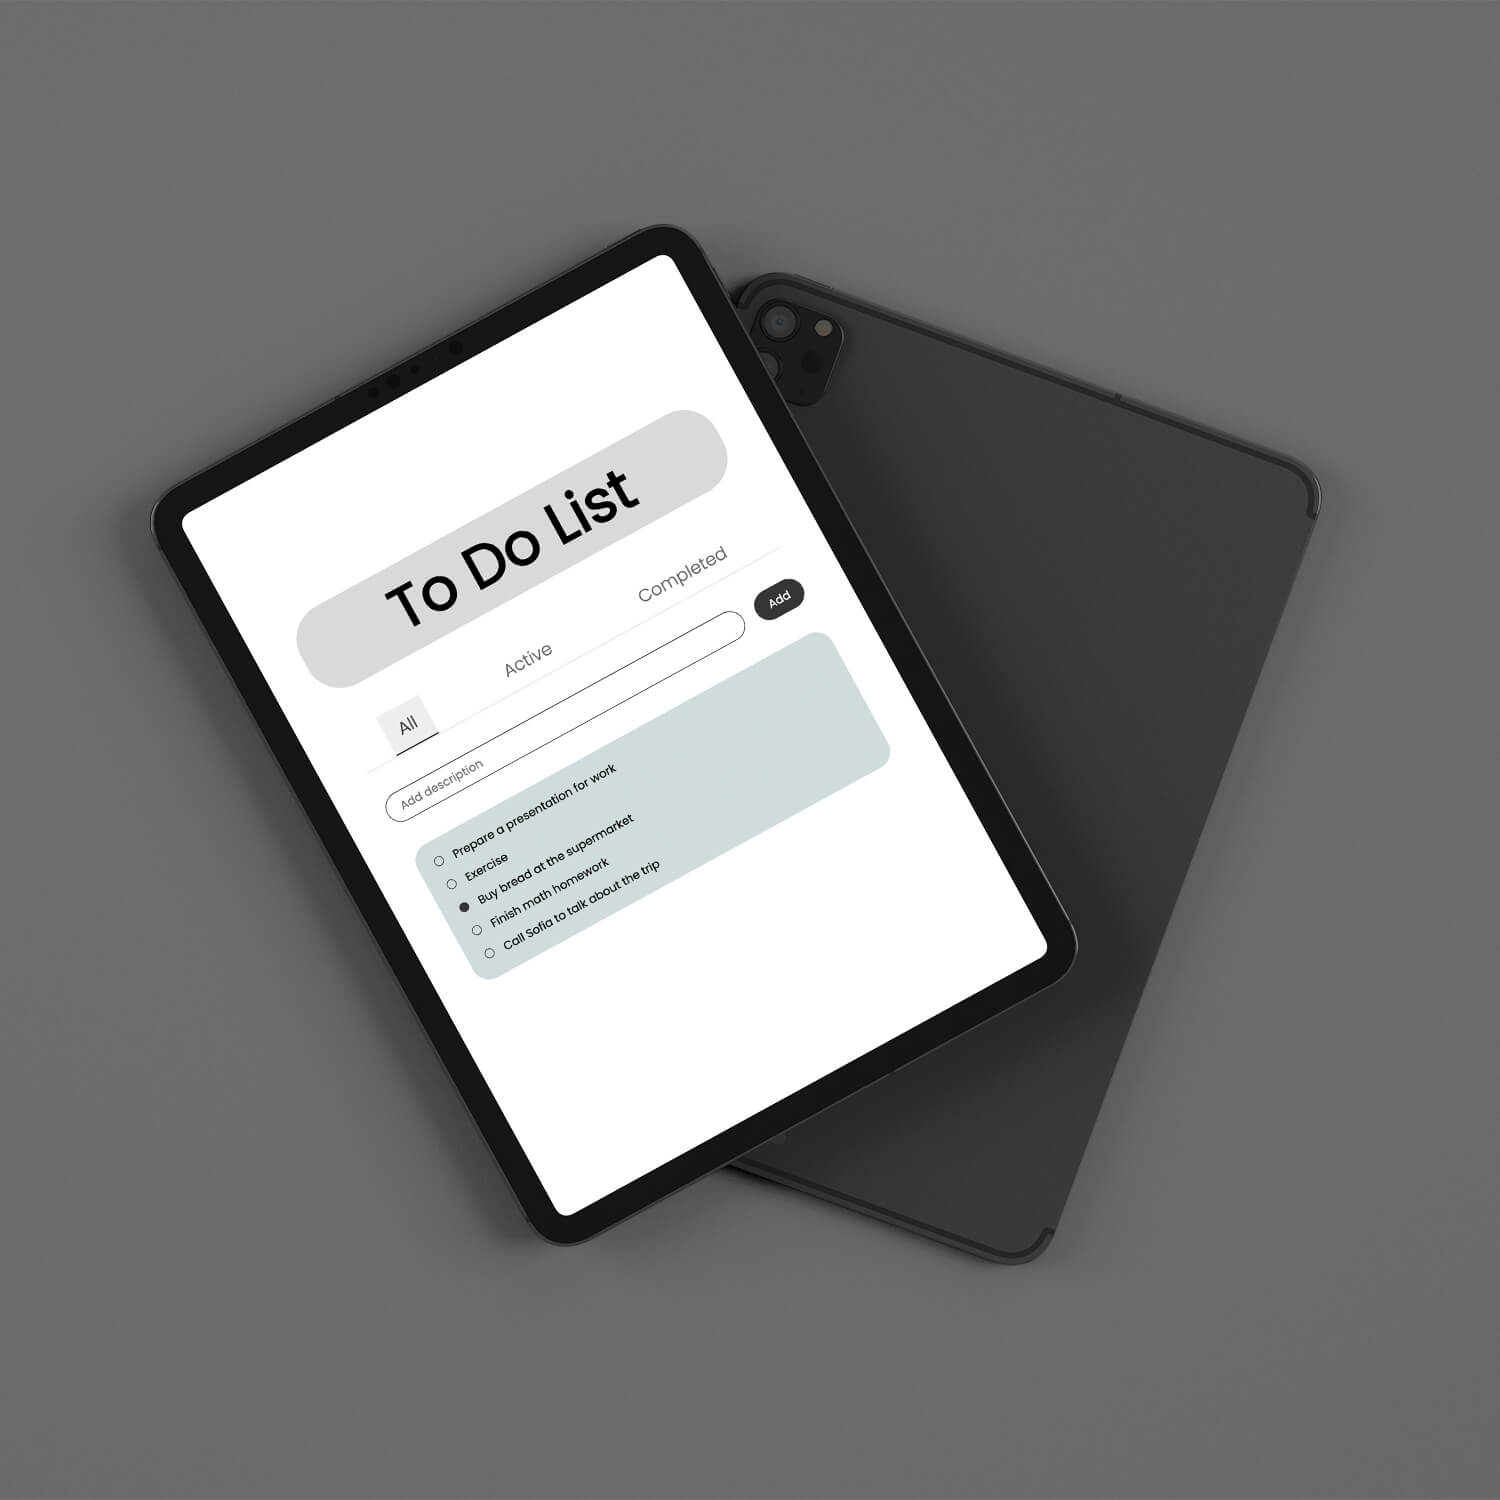 To Do List
All
Active
Completed
Add description
Add
Prepare a presentation for work
Exercise
Buy bread at the supermarket
Finish math homework
Call Sofia to talk about the trip